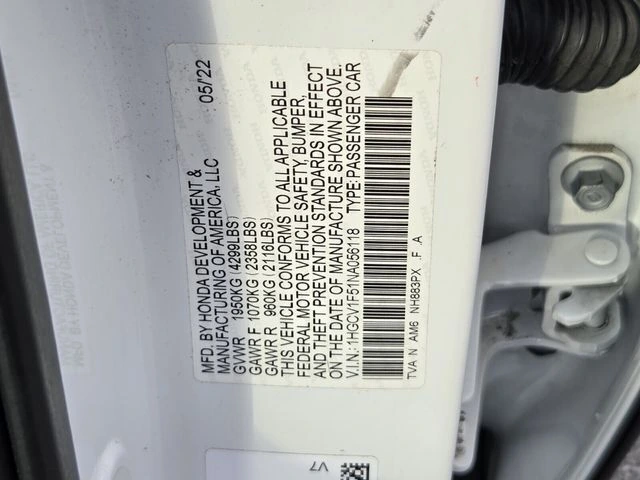 MFD. BY HONDA DEVELOPMENT & 05/22
MANUFACTURING OF AMERICA, LLC
GVWR 1950KG (4299LBS)
GAWR F 1070KG (2358LBS)
GAWR R 960KG (2116LBS)
THIS VEHICLE CONFORMS TO ALL APPLICABLE
FEDERAL MOTOR VEHICLE SAFETY, BUMPER,
AND THEFT PREVENTION STANDARDS IN EFFECT
ON THE DATE OF MANUFACTURE SHOWN ABOVE.
V.I.N.:1HGCV1F51NA056118 TYPE:PASSENGER CAR
TVA N AM6 NH883PX .F .A
V7